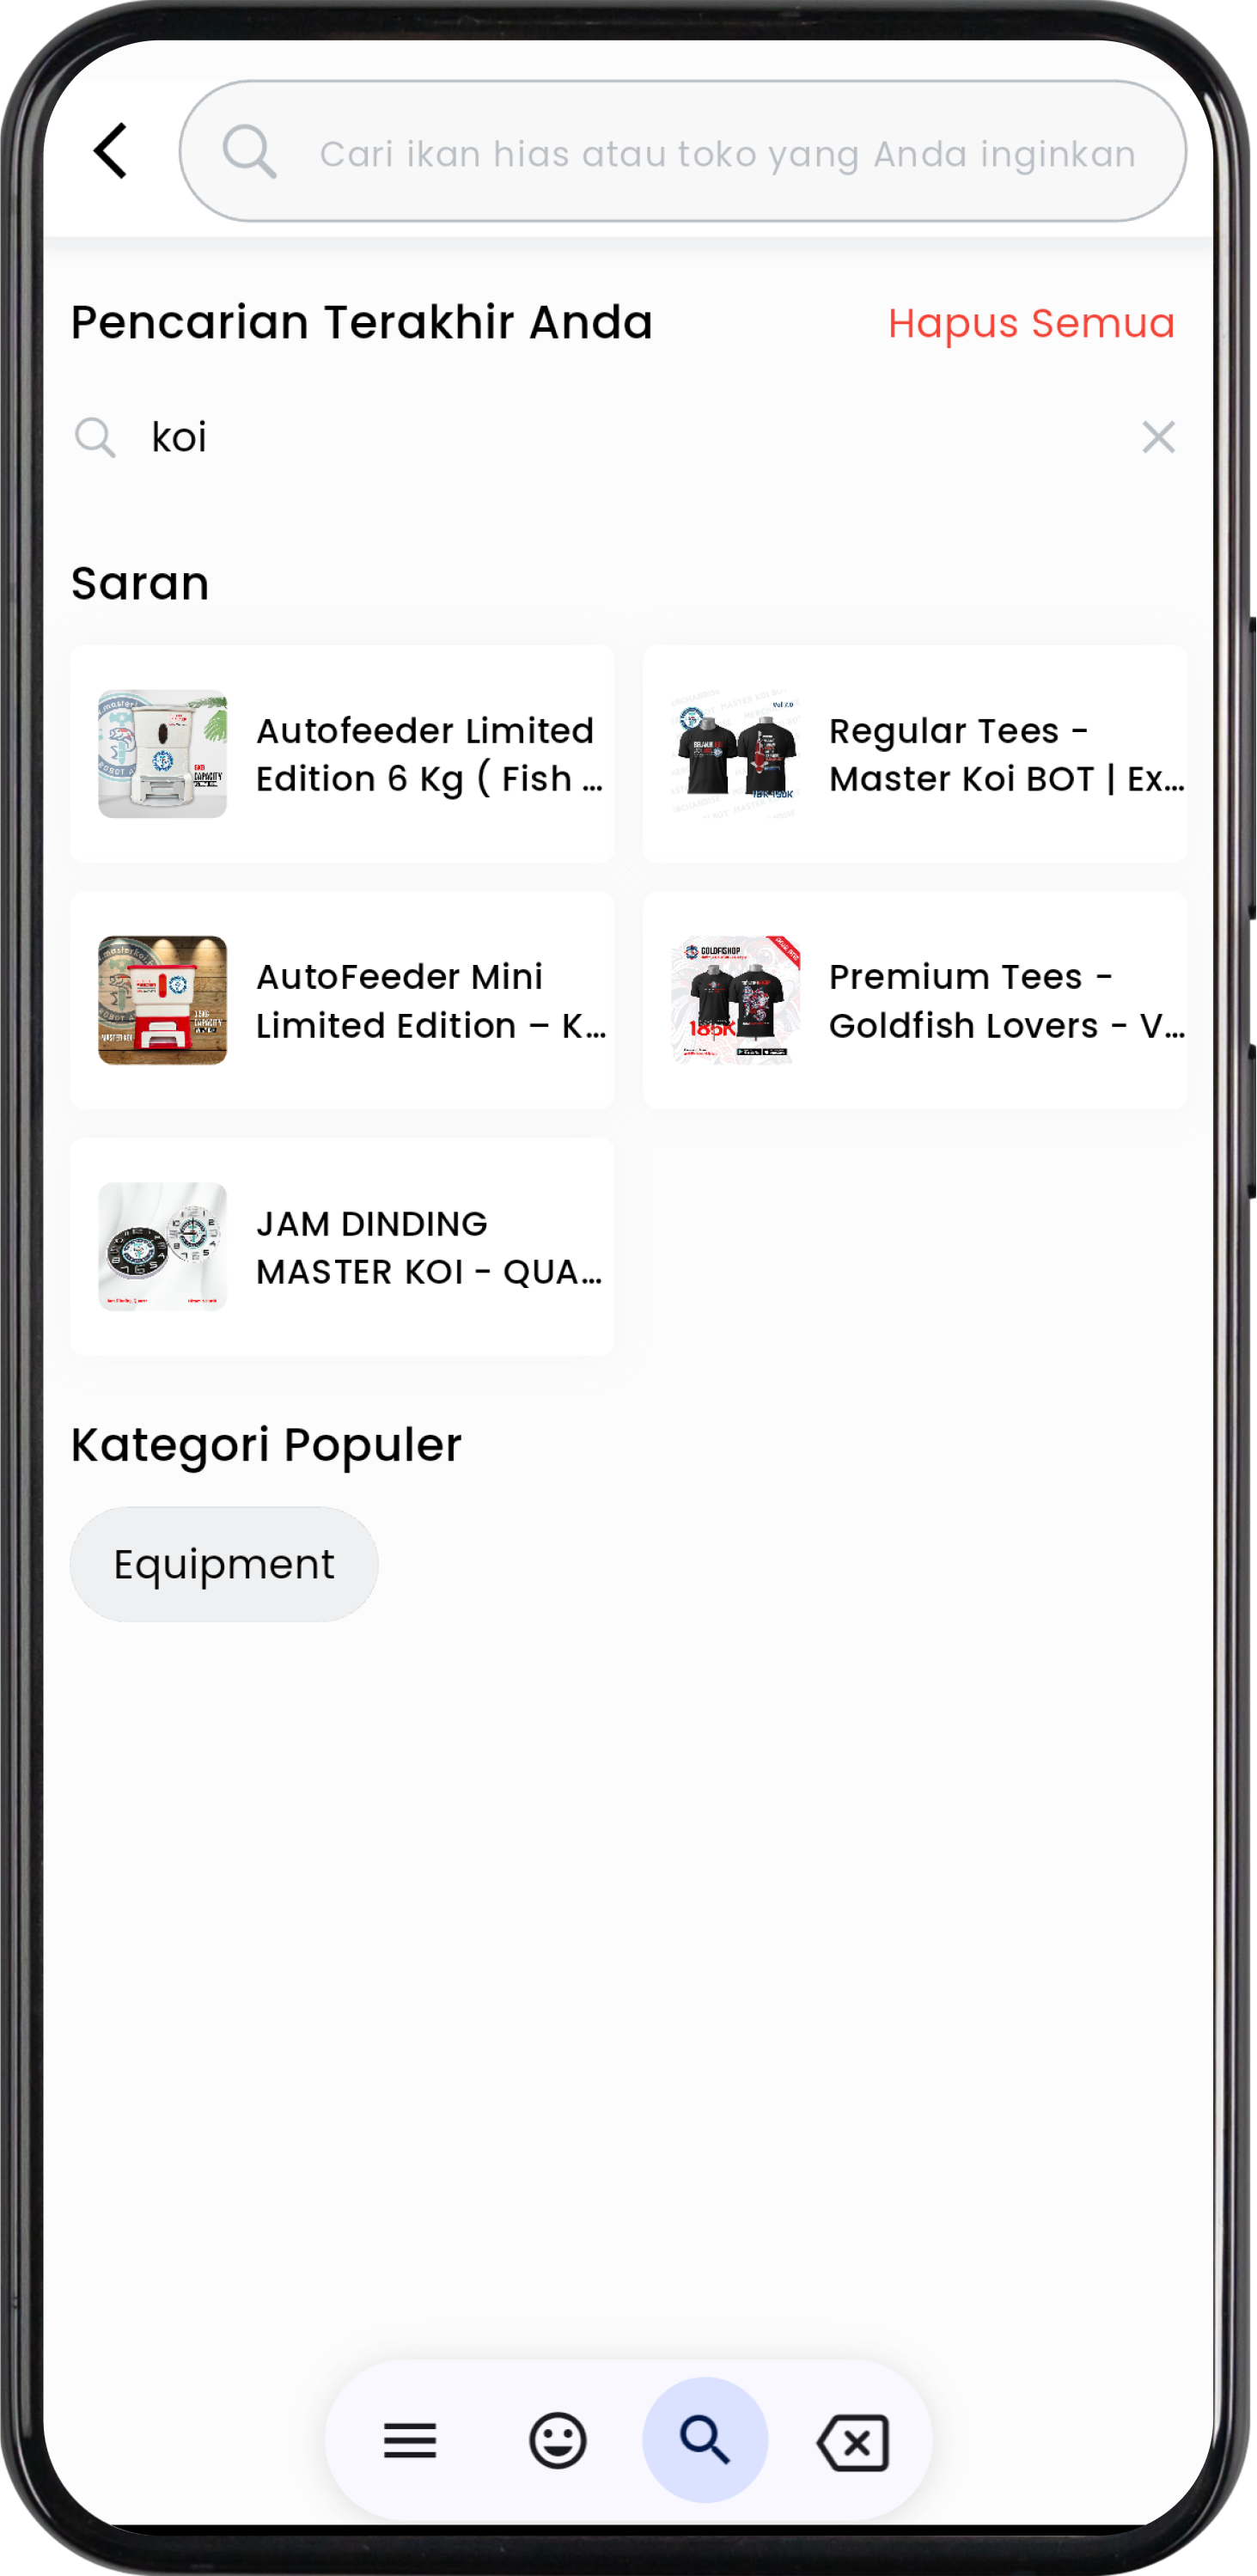 Cari ikan hias atau toko yang Anda inginkan
Pencarian Terakhir Anda
Hapus Semua
koi
Saran
Autofeeder Limited
Edition 6 Kg ( Fish ...
Regular Tees -
Master Koi BOT | Ex...
AutoFeeder Mini
Limited Edition – K...
GOLDFISHOP
185K
Premium Tees -
Goldfish Lovers - V...
JAM DINDING
MASTER KOI - QUA...
Kategori Populer
Equipment